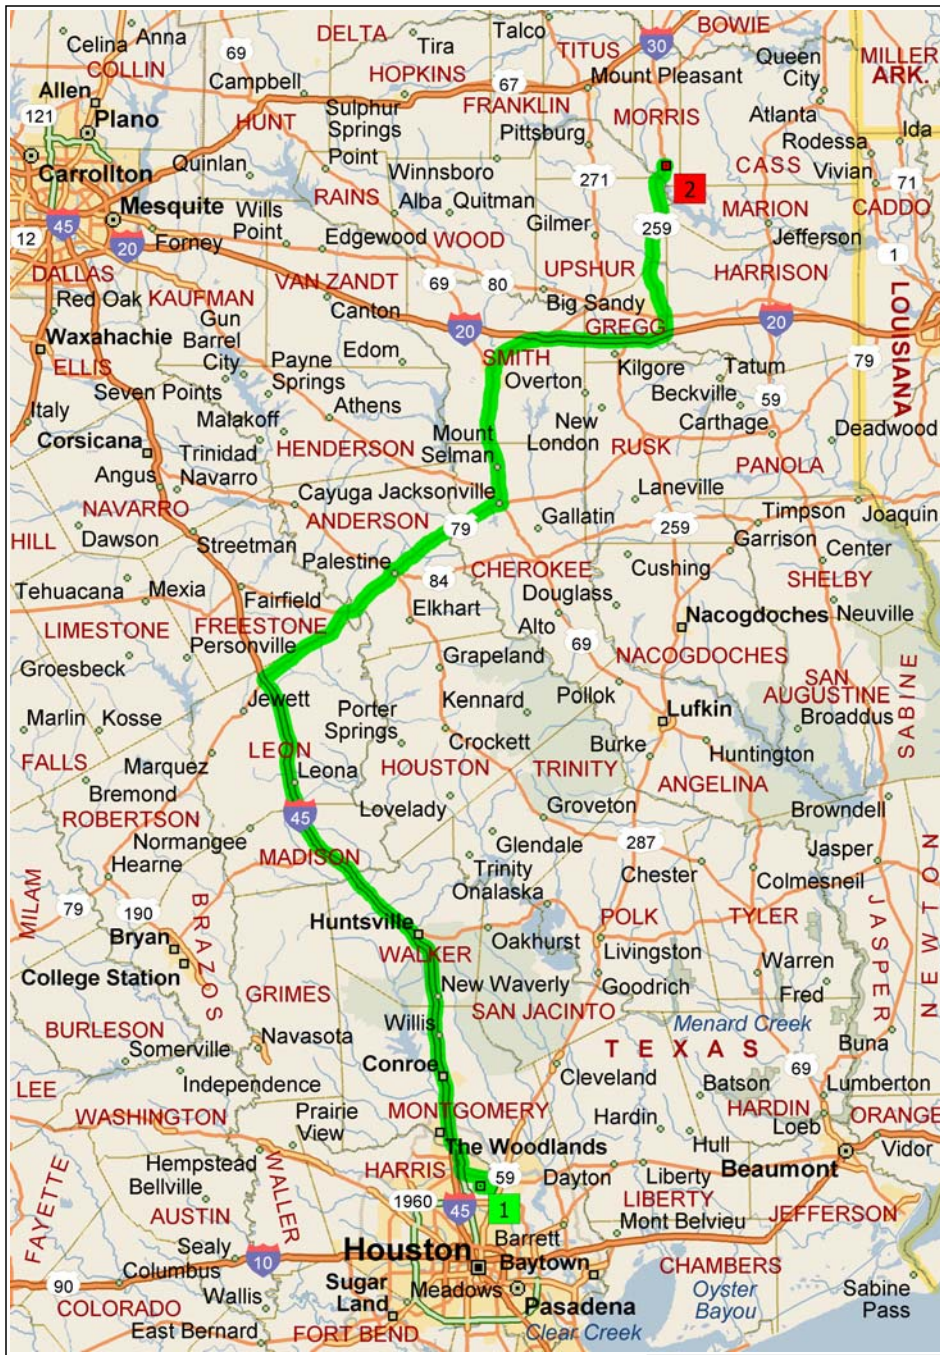 Celina
Anna
DELTA
Tira
Talco
TITUS
30
BOWIE
69
COLLIN
Campbell
HOPKINS
67
Mount Pleasant
Queen
City
MILLER
ARK.
Allen
121
Plano
HUNT
Sulphur
Springs
FRANKLIN
Pittsburg
MORRIS
Atlanta
Rodessa
Ida
Carrollton
Quinlan
Point
Winnsboro
271
2
CASS
Vivian
71
RAINS
Mesquite
Wills
Point
Alba
Quitman
Gilmer
259
MARION
CADDO
45
12
20
Forney
Edgewood
WOOD
Jefferson
1
DALLAS
Red Oak
KAUFMAN
VAN ZANDT
69
80
UPSHUR
HARRISON
LOUISIANA
Gun
Barrel
City
Canton
20
Big Sandy
GREGG
20
Waxahachie
ELLIS
Payne
Springs
Edom
SMITH
Overton
Kilgore
Tatum
79
Beckville
59
Seven Points
Italy
Malakoff
Athens
New
London
Carthage
Deadwood
Corsicana
Trinidad
HENDERSON
Mount
Selman
RUSK
PANOLA
Angus
Navarro
Cayuga
Jacksonville
Laneville
NAVARRO
ANDERSON
79
Gallatin
259
Timpson
Joaquin
HILL
Dawson
Streetman
Garrison
Center
Palestine
84
CHEROKEE
Cushing
SHELBY
Tehuacana
Mexia
Fairfield
Elkhart
Douglass
Nacogdoches
Neuville
LIMESTONE
FREESTONE
Alto
69
Personville
NACOGDOCHES
Groesbeck
Grapeland
SAN
AUGUSTINE
SABINE
Jewett
Kennard
Pollok
Marlin
Kosse
Porter
Springs
Lufkin
Broaddus
LEON
Crockett
Burke
Huntington
FALLS
Marquez
Leona
HOUSTON
TRINITY
ANGELINA
Bremond
Lovelady
Groveton
Browndell
ROBERTSON
45
Normangee
MADISON
Glendale
287
Jasper
NEWTON
Hearne
Trinity
Onalaska
Chester
Colmesneil
MILAM
79
190
BRAZOS
Huntsville
POLK
TYLER
JASPER
Bryan
College Station
WALKER
Oakhurst
Livingston
Warren
Goodrich
Fred
GRIMES
New Waverly
SAN JACINTO
BURLESON
Navasota
Willis
Menard Creek
Somerville
TEXAS
Buna
Conroe
Cleveland
69
LEE
Independence
Batson
Lumberton
WASHINGTON
Prairie
View
MONTGOMERY
Hardin
HARDIN
ORANGE
Loeb
The Woodlands
Hull
Vidor
Hempstead
HARRIS
59
Dayton
Liberty
Beaumont
FAYETTE
Bellville
WALLER
1960
45
1
LIBERTY
JEFFERSON
AUSTIN
Mont Belvieu
Barrett
Sealy
10
Houston
Baytown
CHAMBERS
90
Columbus
Wallis
Sugar
Land
Meadows
Pasadena
Oyster
Bayou
Sabine
Pass
COLORADO
East Bernard
FORT BEND
Clear Creek